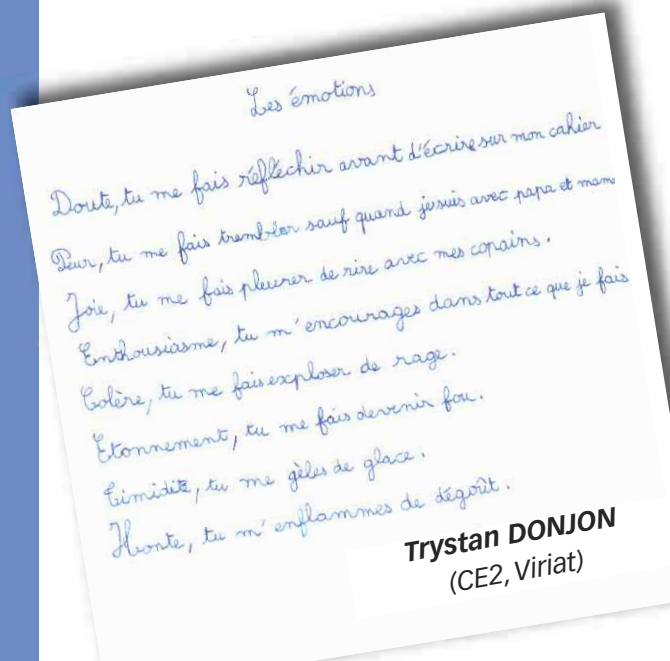 Les émotions
Doute, tu me fais réfléchir avant d'écrire sur mon cahier
Peur, tu me fais trembler sauf quand je suis avec papa et mam
Joie, tu me fais pleurer de rire avec mes copains.
Enthousiasme, tu m'encourages dans tout ce que je fais
Colère, tu me fais exploser de rage.
Etonnement, tu me fais devenir fou.
Timidité, tu me gèles de glace.
Honte, tu m'enflammes de dégoût.
Trystan DONJON
(CE2, Viriat)